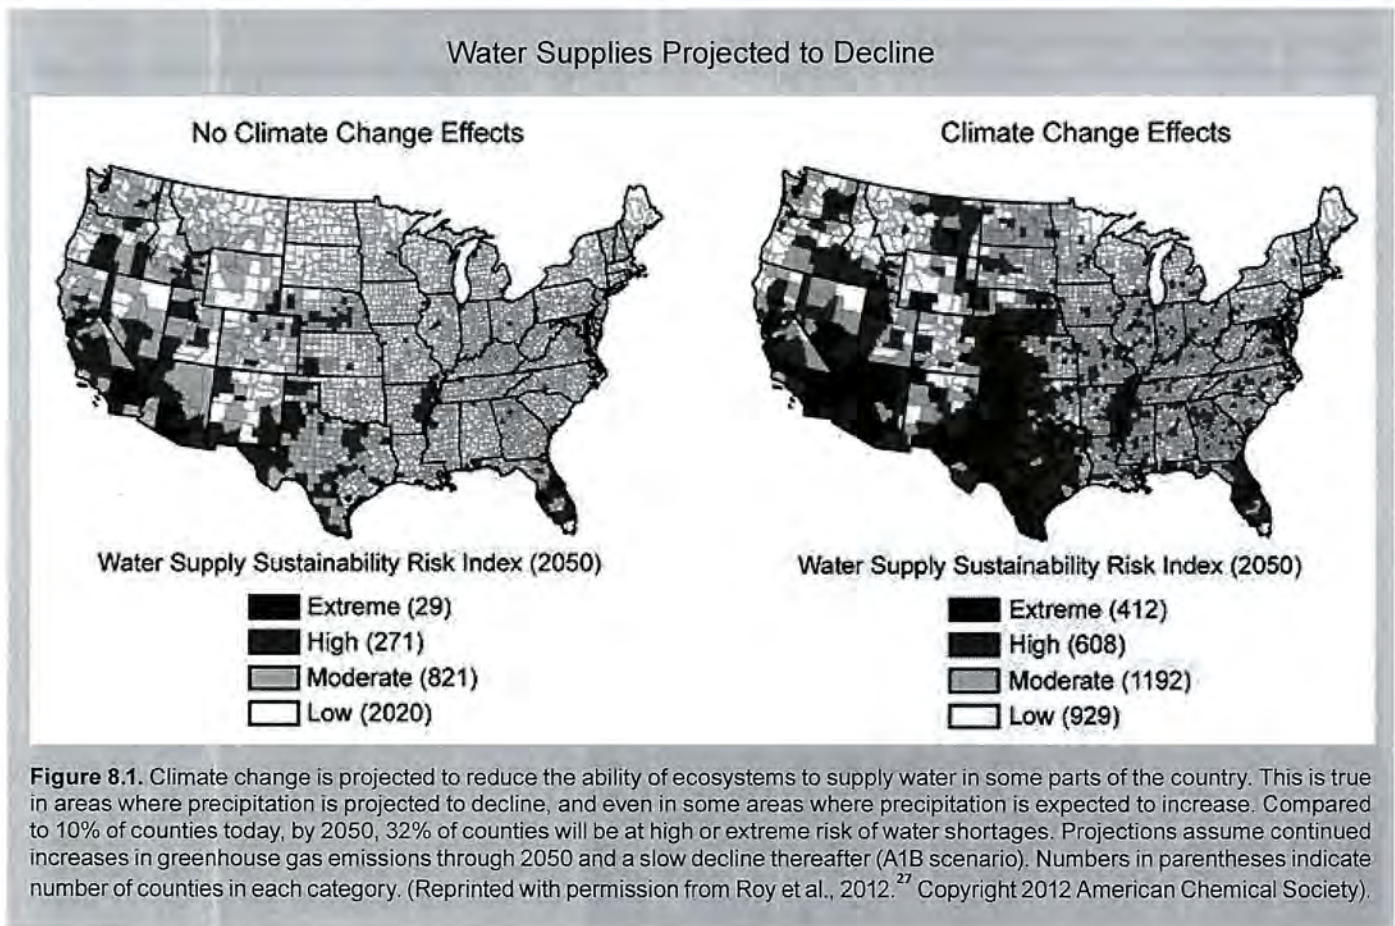 Water Supplies Projected to Decline
No Climate Change Effects
Climate Change Effects
Water Supply Sustainability Risk Index (2050)
Extreme (29)
High (271)
Moderate (821)
Low (2020)
Water Supply Sustainability Risk Index (2050)
Extreme (412)
High (608)
Moderate (1192)
Low (929)
Figure 8.1. Climate change is projected to reduce the ability of ecosystems to supply water in some parts of the country. This is true
in areas where precipitation is projected to decline, and even in some areas where precipitation is expected to increase. Compared
to 10% of counties today, by 2050, 32% of counties will be at high or extreme risk of water shortages. Projections assume continued
increases in greenhouse gas emissions through 2050 and a slow decline thereafter (A1B scenario). Numbers in parentheses indicate
number of counties in each category. (Reprinted with permission from Roy et al., 2012.27 Copyright 2012 American Chemical Society).